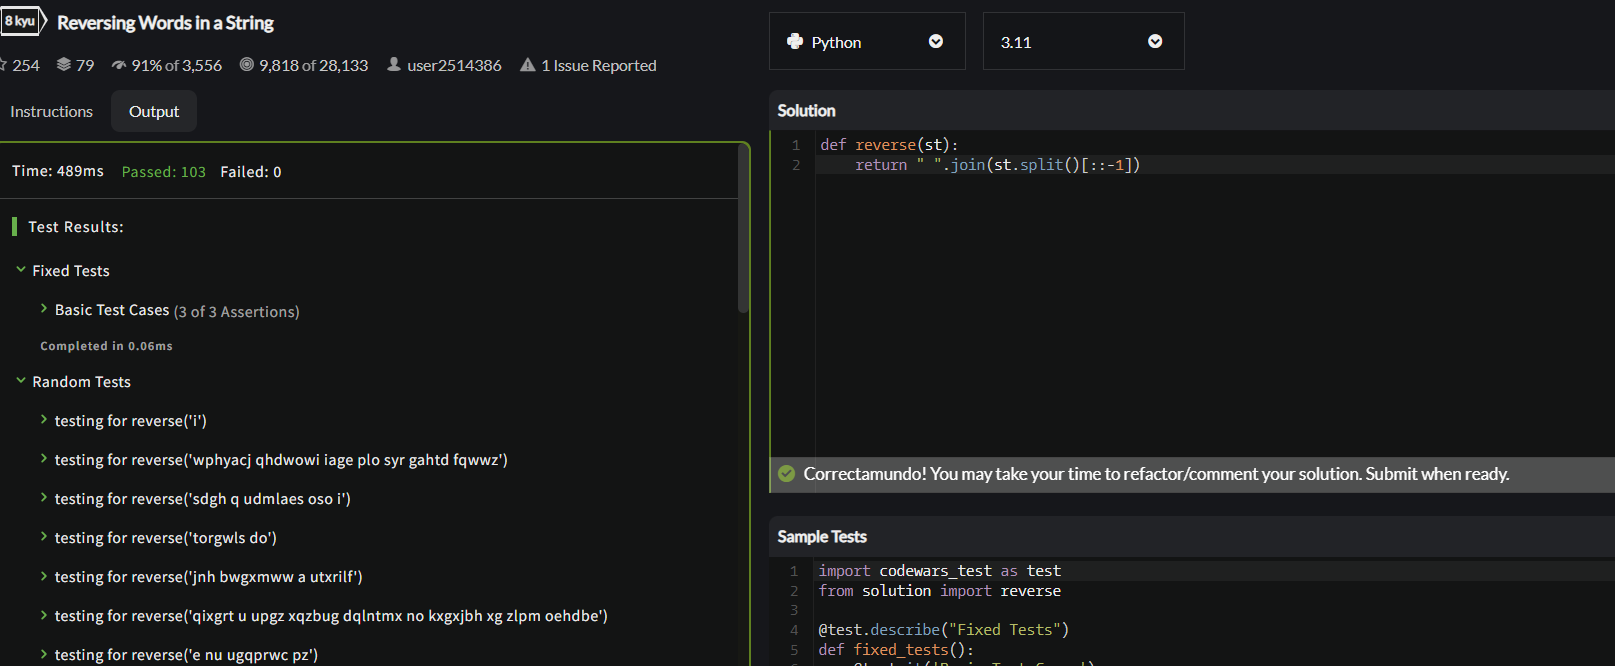 8 kyu Reversing Words in a String
254 79 91% of 3,556 9,818 of 28,133 user2514386 1 Issue Reported
Instructions Output
Time: 489ms Passed: 103 Failed: 0
Test Results:
Fixed Tests
Basic Test Cases (3 of 3 Assertions)
Completed in 0.06ms
Random Tests
testing for reverse('i')
testing for reverse('wphyacj qhdwowi iage plo syr gahtd fqwwz')
testing for reverse('sdgh q udmlaes oso i')
testing for reverse('torgwls do')
testing for reverse('jnh bwgxmww a utxrilf')
testing for reverse('qixgrt u upgz xqzbug dqlntmx no kxgxjbh xg zlpm oehdbe')
testing for reverse('e nu ugqprwc pz')
Python 3.11
Solution
1 def reverse(st):
2 return " ".join(st.split()[::-1])
Correctamundo! You may take your time to refactor/comment your solution. Submit when ready.
Sample Tests
1 import codewars_test as test
2 from solution import reverse
3
4 @test.describe("Fixed Tests")
5 def fixed_tests():